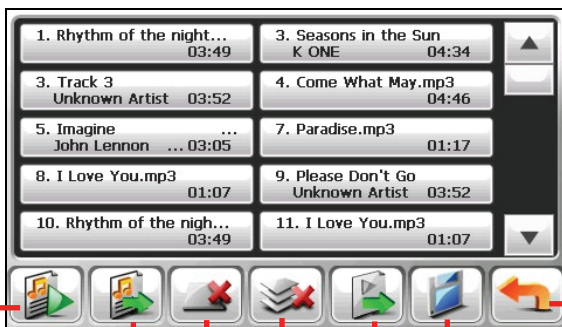 1. Rhythm of the night...
03:49
3. Seasons in the Sun
K ONE 04:34
3. Track 3
Unknown Artist 03:52
4. Come What May.mp3
04:46
5. Imagine ...
John Lennon ... 03:05
7. Paradise.mp3
01:17
8. I Love You.mp3
01:07
9. Please Don't Go
Unknown Artist 03:52
10. Rhythm of the nigh...
03:49
11. I Love You.mp3
01:07